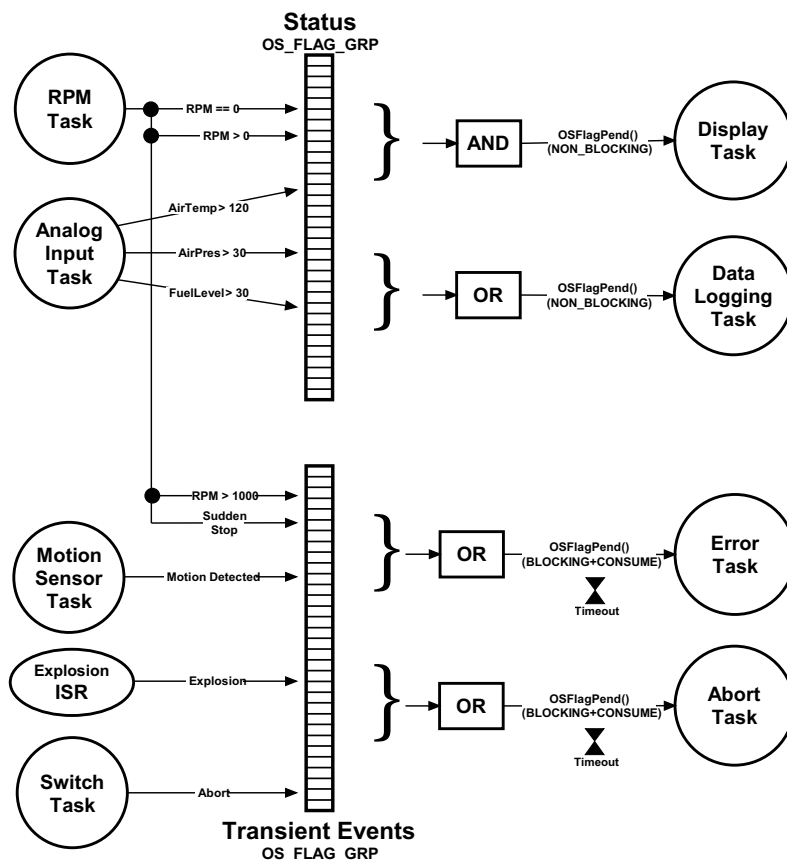 Status
OS_FLAG_GRP
RPM
Task
RPM == 0
RPM > 0
AND
OSFlagPend()
(NON_BLOCKING)
Display
Task
Analog
Input
Task
AirTemp > 120
AirPres > 30
FuelLevel > 30
OR
OSFlagPend()
(NON_BLOCKING)
Data
Logging
Task
RPM > 1000
Sudden
Stop
Motion
Sensor
Task
Motion Detected
OR
OSFlagPend()
(BLOCKING+CONSUME)
Timeout
Error
Task
Explosion
ISR
Explosion
OR
OSFlagPend()
(BLOCKING+CONSUME)
Timeout
Abort
Task
Switch
Task
Abort
Transient Events
OS_FLAG_GRP